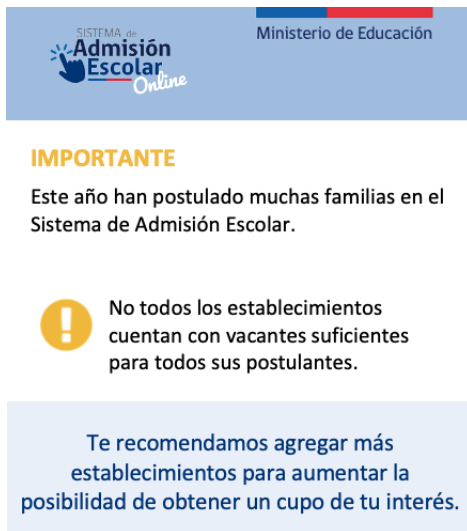 SISTEMA de
Admisión
Escolar
Online
Ministerio de Educación
IMPORTANTE
Este año han postulado muchas familias en el
Sistema de Admisión Escolar.
No todos los establecimientos
cuentan con vacantes suficientes
para todos sus postulantes.
Te recomendamos agregar más
establecimientos para aumentar la
posibilidad de obtener un cupo de tu interés.